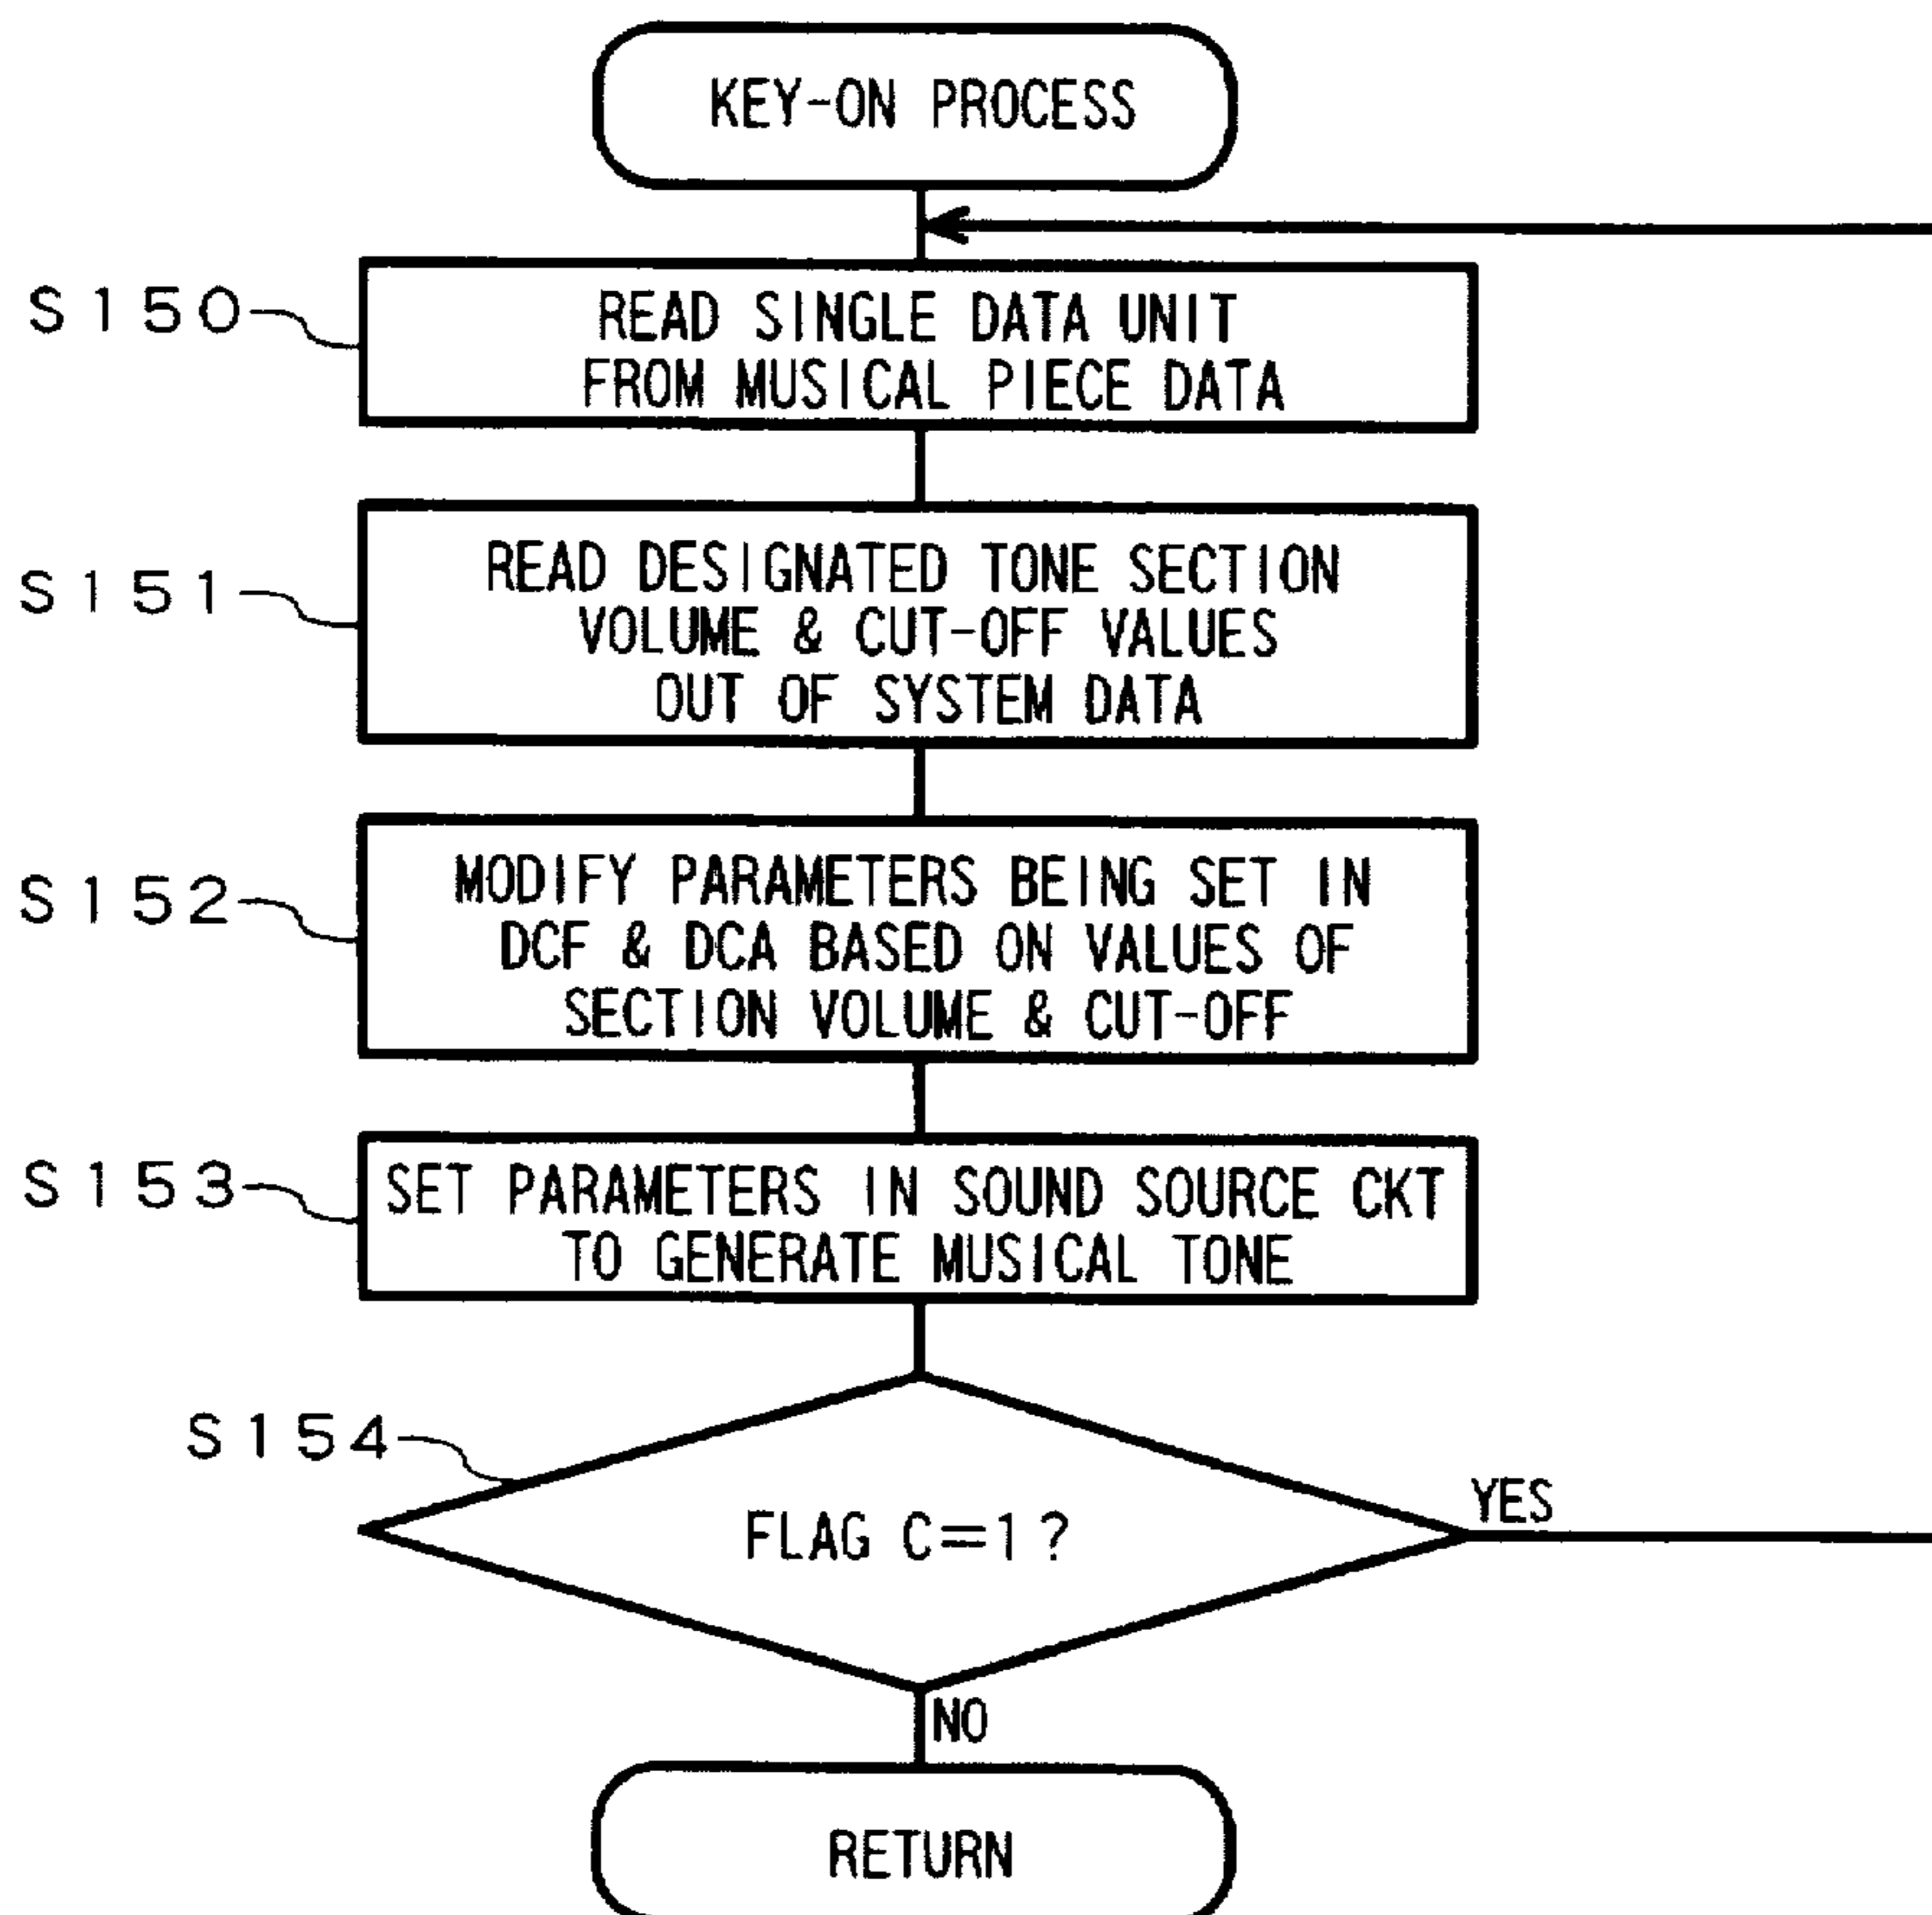 KEY-ON PROCESS
S150
READ SINGLE DATA UNIT
FROM MUSICAL PIECE DATA
S151
READ DESIGNATED TONE SECTION
VOLUME & CUT-OFF VALUES
OUT OF SYSTEM DATA
S152
MODIFY PARAMETERS BEING SET IN
DCF & DCA BASED ON VALUES OF
SECTION VOLUME & CUT-OFF
S153
SET PARAMETERS IN SOUND SOURCE CKT
TO GENERATE MUSICAL TONE
S154
FLAG C=1?
YES
NO
RETURN